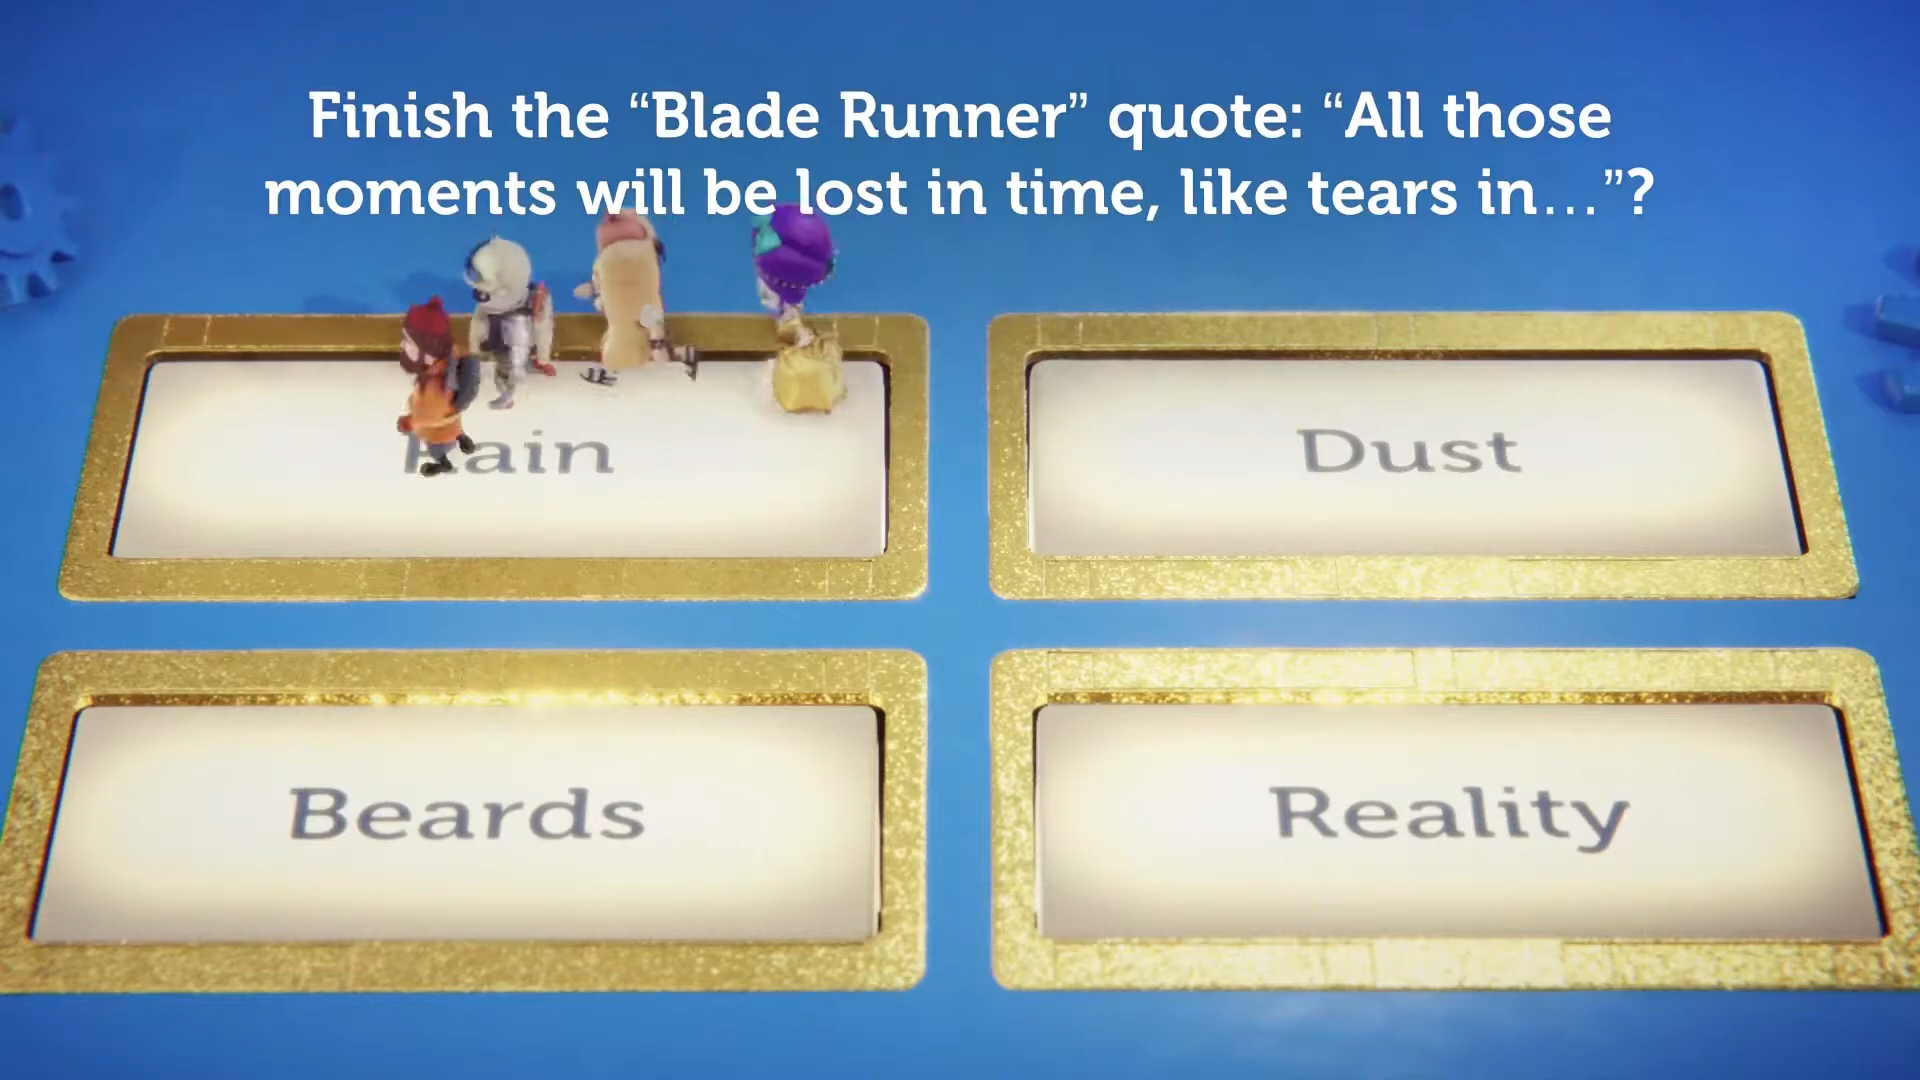 Finish the “Blade Runner” quote: “All those
moments will be lost in time, like tears in…”?
Rain
Dust
Beards
Reality